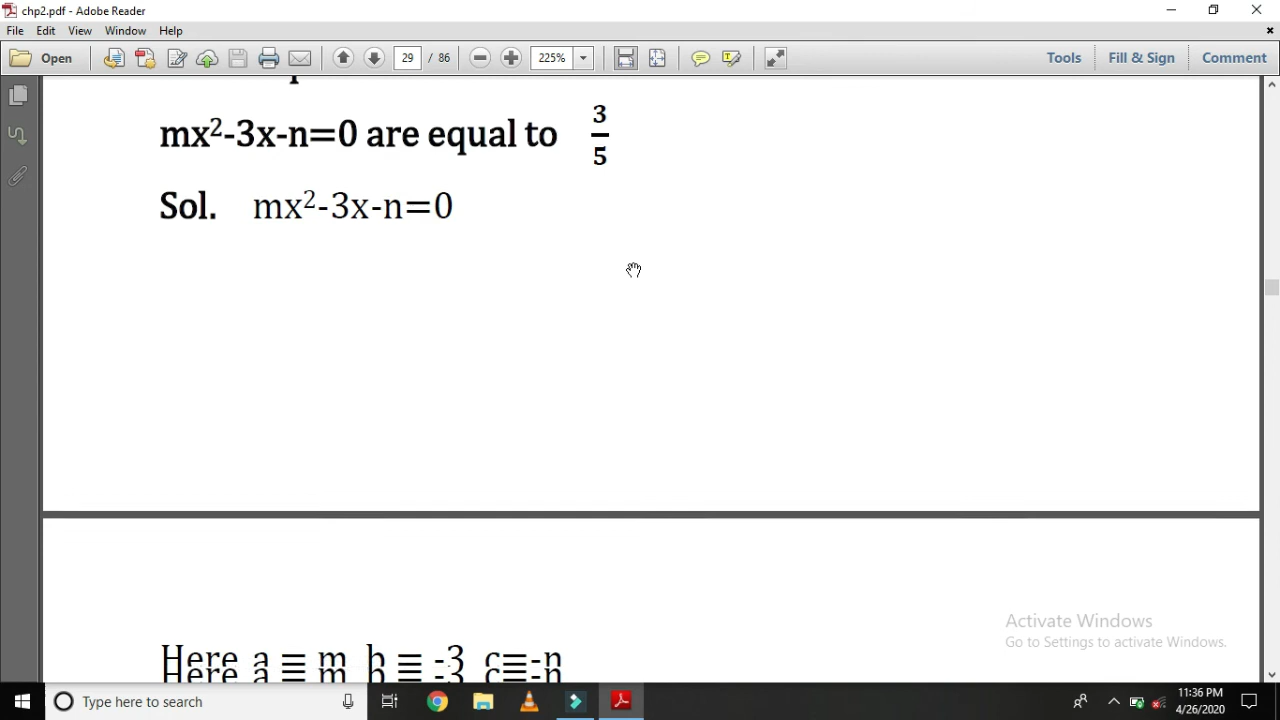 chp2.pdf - Adobe Reader
File Edit View Window Help
Open 29 / 86 225% Tools Fill & Sign Comment
mx²-3x-n=0 are equal to 3/5
Sol. mx²-3x-n=0
Activate Windows
Go to Settings to activate Windows.
Here a = m b = -3 c=-n
Type here to search
11:36 PM
4/26/2020